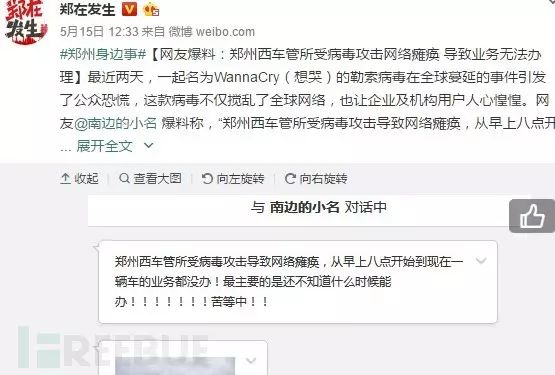 郑在发生
郑在发生
5月15日 12:33 来自 微博 weibo.com
#郑州身边事#【网友爆料：郑州西车管所受病毒攻击网络瘫痪 导致业务无法办
理】最近两天，一起名为WannaCry（想哭）的勒索病毒在全球蔓延的事件引发
了公众恐慌，这款病毒不仅搅乱了全球网络，也让企业及机构用户人心惶惶。网
友@南边的小名 爆料称，“郑州西车管所受病毒攻击导致网络瘫痪，从早上八点开
... 展开全文
收起 查看大图 向左旋转 向右旋转
与 南边的小名 对话中
郑州西车管所受病毒攻击导致网络瘫痪，从早上八点开始到现在一
辆车的业务都没办！最主要的是还不知道什么时候能
办！！！！！！！苦等中！！
FREEBUF